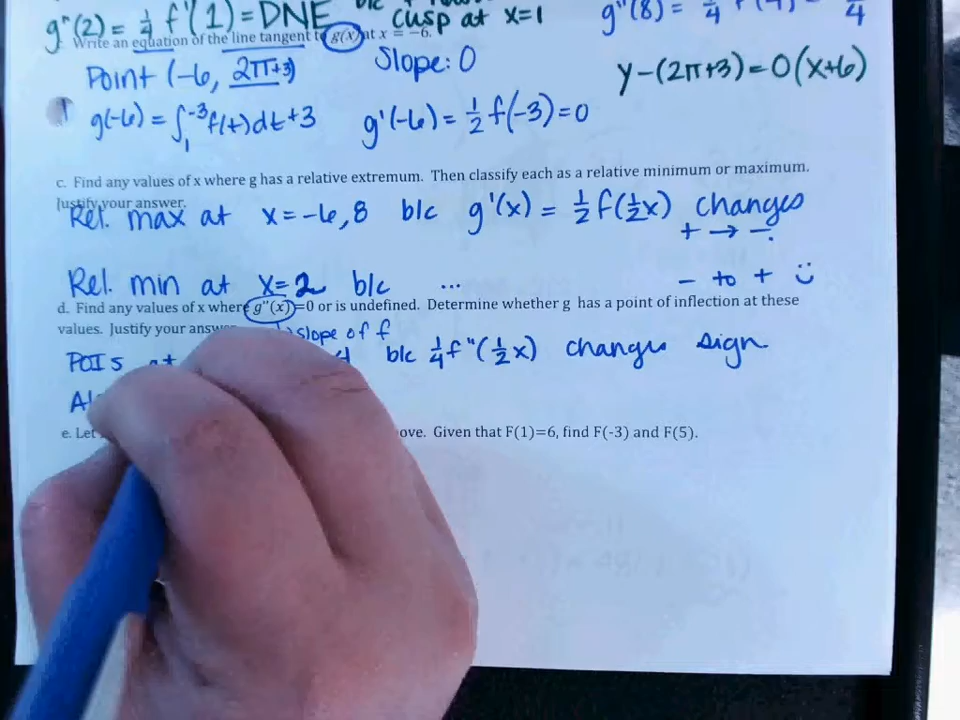 g"(2) = 1/4 f'(1) = DNE b/c
cusp at x=1
g"(8) =
Write an equation of the line tangent to g(x) at x = −6.
Point (-6, 2π+3)
Slope: 0
y-(2π+3)=0(x+6)
g(-6) = ∫₁⁻³ f(t)dt+3
g'(-6) = 1/2 f(-3)=0
c. Find any values of x where g has a relative extremum. Then classify each as a relative minimum or maximum.
Justify your answer.
Rel. max at x=-6,8 b/c g'(x) = 1/2 f(1/2x) changes
+ → -.
Rel min at x=2 b/c ... - to +
d. Find any values of x where g"(x)=0 or is undefined. Determine whether g has a point of inflection at these
values. Justify your
slope of f
POIs at
b/c 1/4 f"(1/2x) changes sign
e. Let
ove. Given that F(1)=6, find F(-3) and F(5).